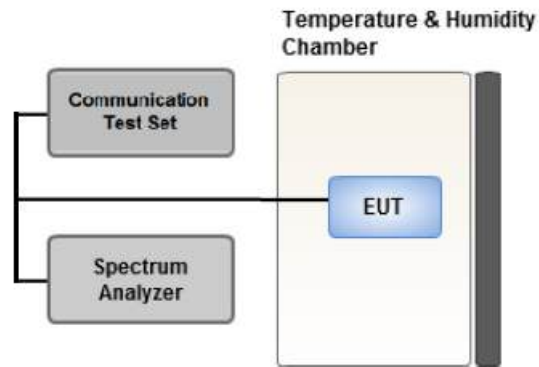 Temperature & Humidity
Chamber
Communication
Test Set
EUT
Spectrum
Analyzer